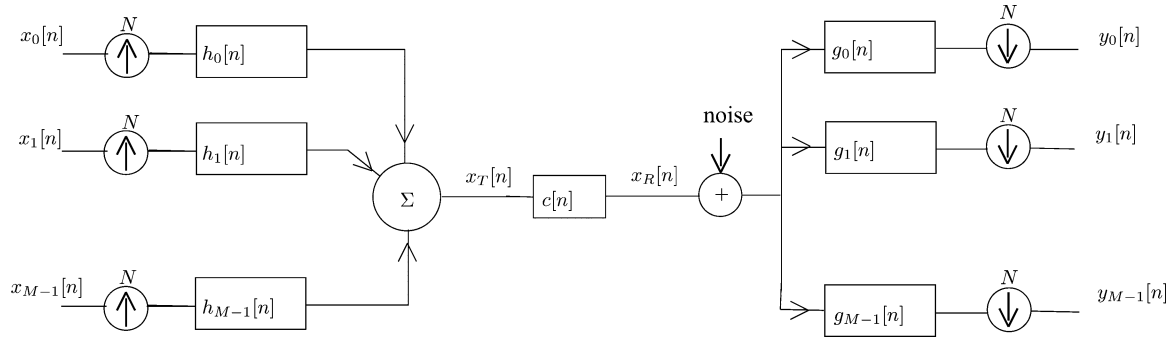 N
x_0[n]
h_0[n]
N
g_0[n]
y_0[n]
N
x_1[n]
h_1[n]
noise
N
g_1[n]
y_1[n]
Σ
x_T[n]
c[n]
x_R[n]
+
N
x_{M-1}[n]
h_{M-1}[n]
N
g_{M-1}[n]
y_{M-1}[n]